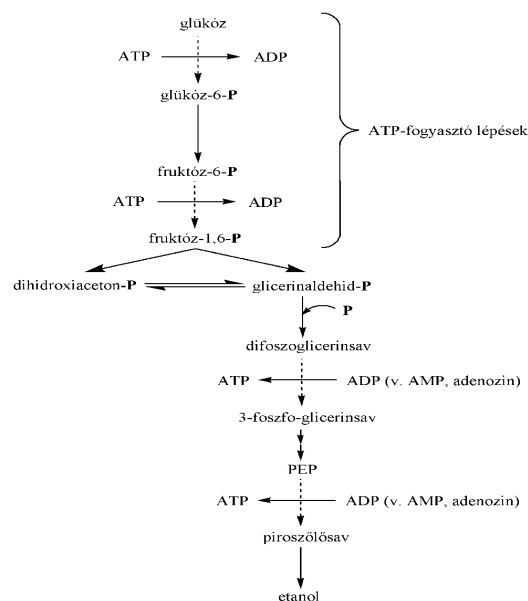 glükóz
ATP ADP
glükóz-6-P
ATP-fogyasztó lépések
fruktóz-6-P
ATP ADP
fruktóz-1,6-P
dihidroxiaceton-P glicerinaldehid-P
P
difoszoglicerinsav
ATP ADP (v. AMP, adenozin)
3-foszfo-glicerinsav
PEP
ATP ADP (v. AMP, adenozin)
piroszőlősav
etanol